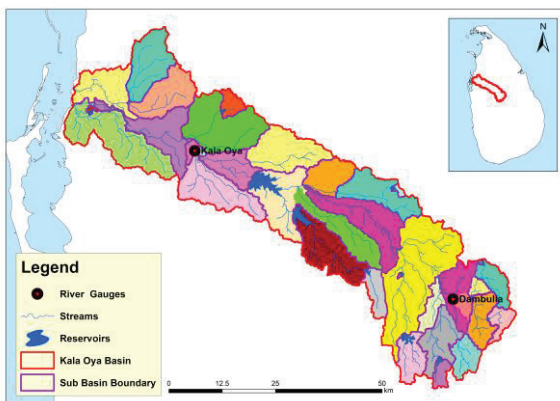 N
Kala Oya
Legend
River Gauges
Streams
Reservoirs
Kala Oya Basin
Sub Basin Boundary
Dambulla
0 12.5 25 50
km